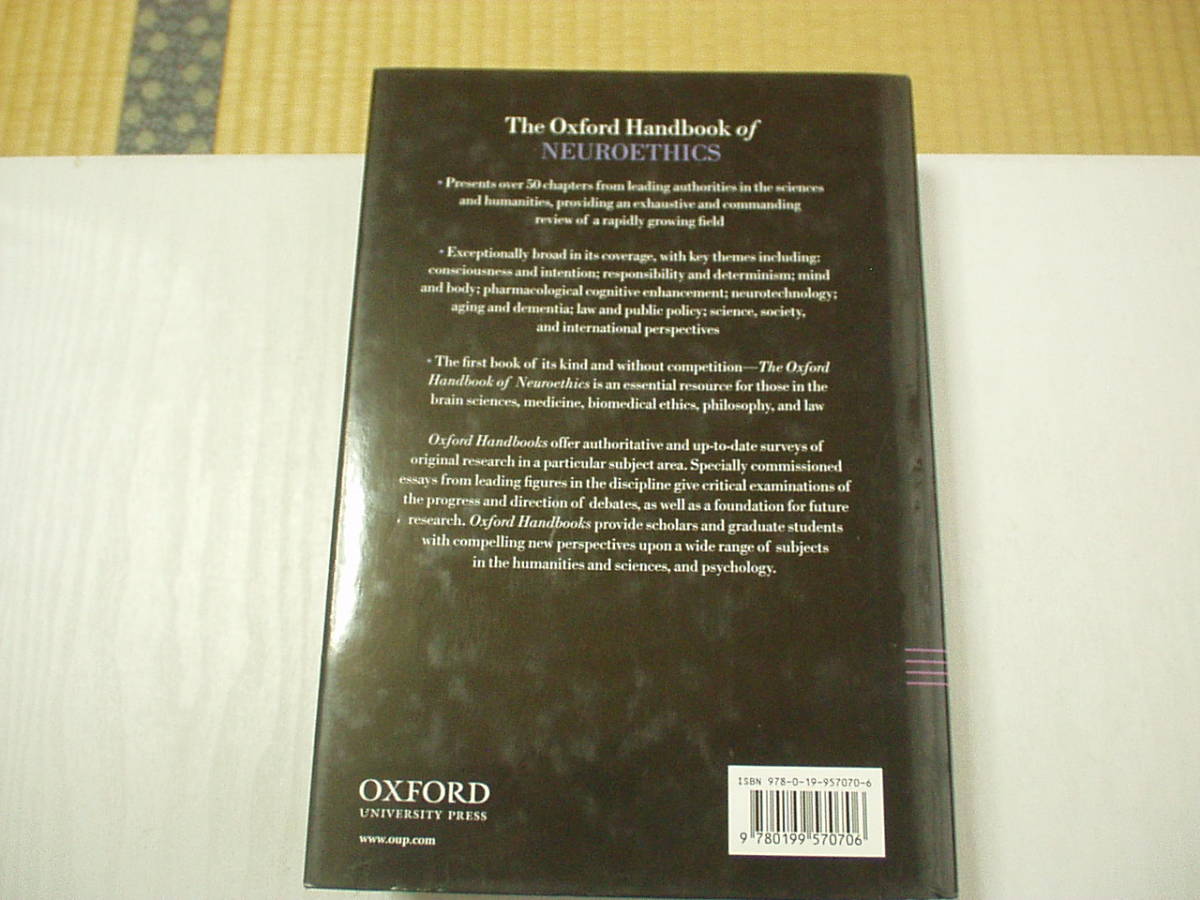 The Oxford Handbook of
NEUROETHICS
• Presents over 50 chapters from leading authorities in the sciences
and humanities, providing an exhaustive and commanding
review of a rapidly growing field
• Exceptionally broad in its coverage, with key themes including:
consciousness and intention; responsibility and determinism; mind
and body; pharmacological cognitive enhancement; neurotechnology;
aging and dementia; law and public policy; science, society,
and international perspectives
• The first book of its kind and without competition—The Oxford
Handbook of Neuroethics is an essential resource for those in the
brain sciences, medicine, biomedical ethics, philosophy, and law
Oxford Handbooks offer authoritative and up-to-date surveys of
original research in a particular subject area. Specially commissioned
essays from leading figures in the discipline give critical examinations of
the progress and direction of debates, as well as a foundation for future
research. Oxford Handbooks provide scholars and graduate students
with compelling new perspectives upon a wide range of subjects
in the humanities and sciences, and psychology.
OXFORD
UNIVERSITY PRESS
www.oup.com
ISBN 978-0-19-957070-6
9 780199 570706